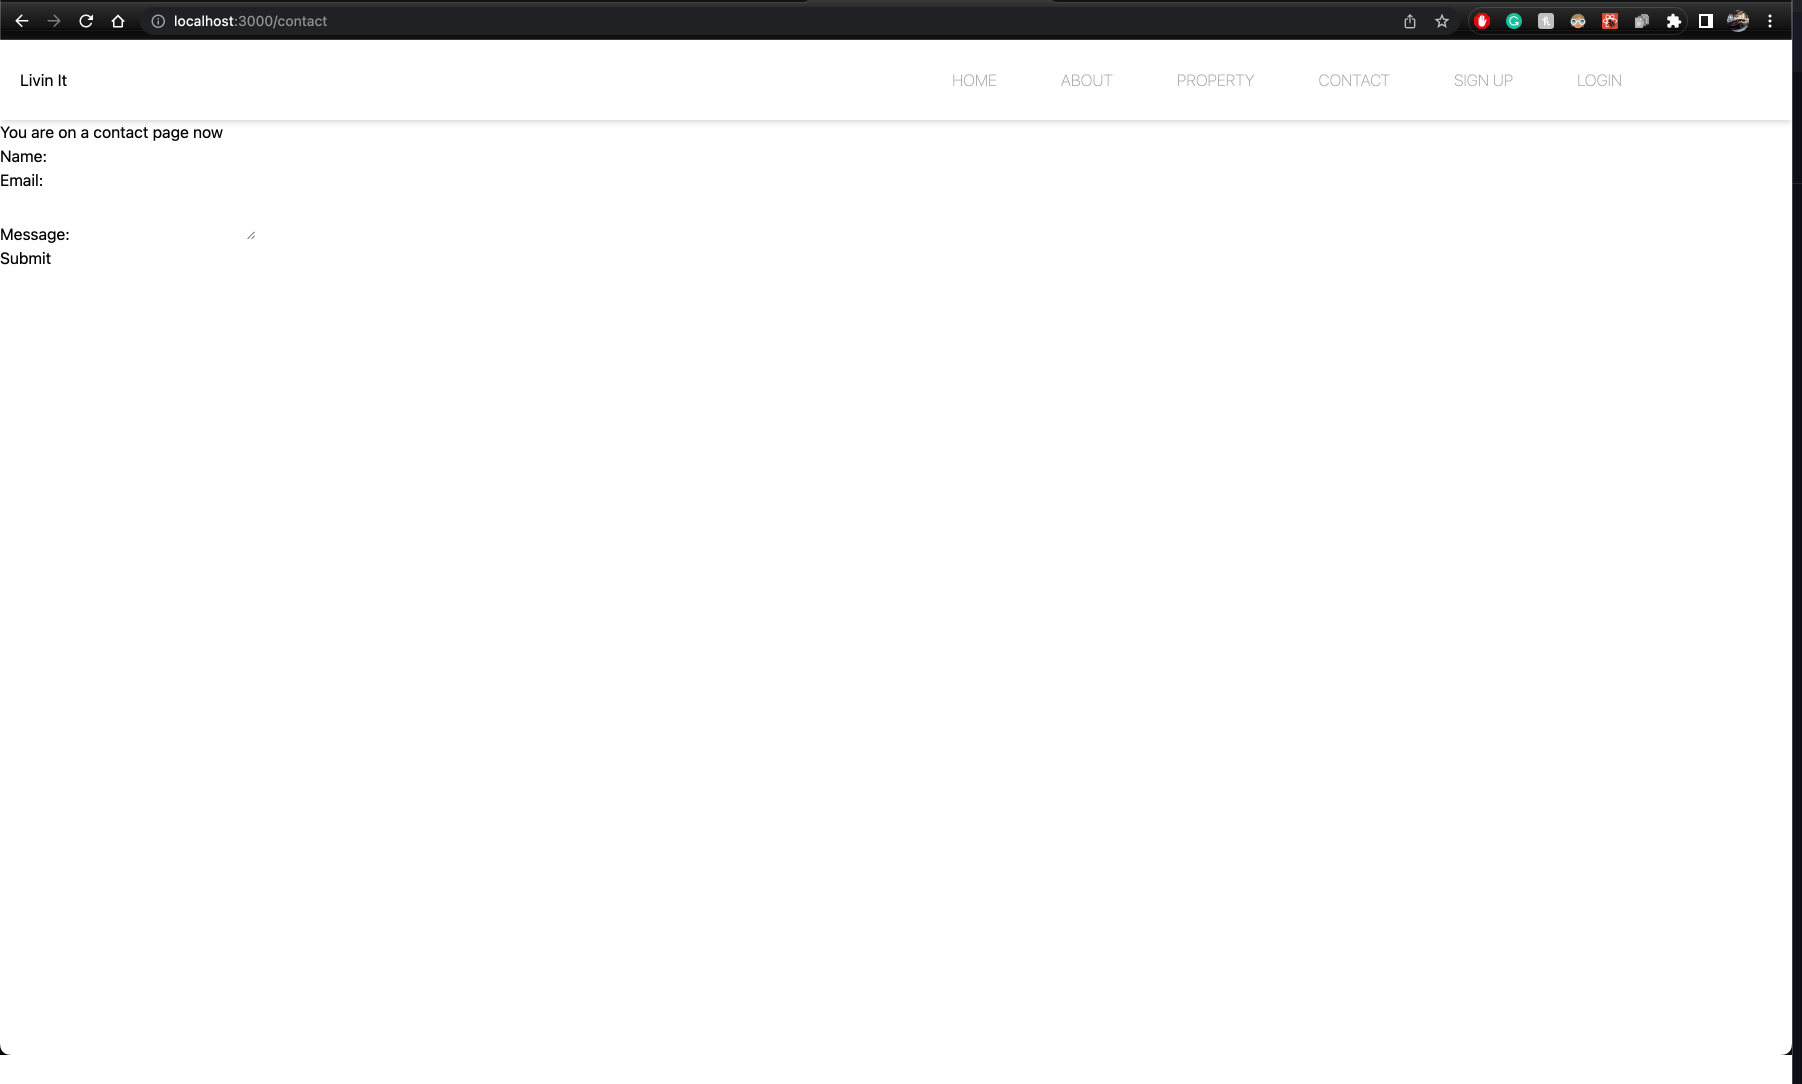 localhost:3000/contact
Livin It HOME ABOUT PROPERTY CONTACT SIGN UP LOGIN
You are on a contact page now
Name:
Email:
Message:
Submit